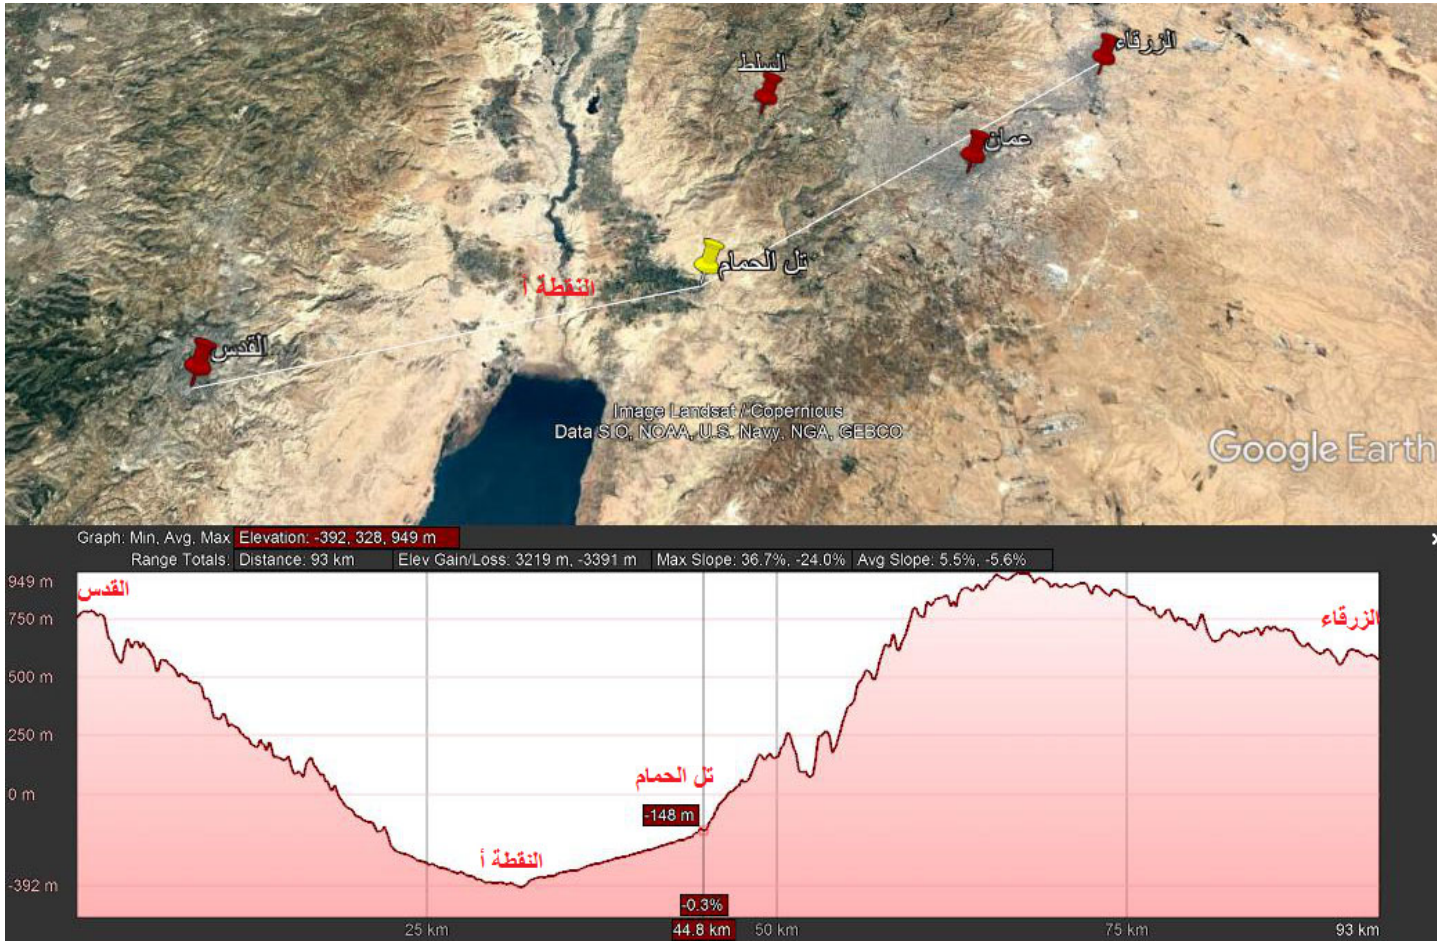 الزرقاء
السلط
عمان
تل الحمام
النقطة أ
القدس
Image Landsat / Copernicus
Data SIO, NOAA, U.S. Navy, NGA, GEBCO
Google Earth
Graph: Min, Avg, Max Elevation: -392, 328, 949 m
Range Totals: Distance: 93 km Elev Gain/Loss: 3219 m, -3391 m Max Slope: 36.7%, -24.0% Avg Slope: 5.5%, -5.6%
949 m
القدس
750 m
الزرقاء
500 m
250 m
تل الحمام
0 m
-148 m
النقطة أ
-392 m
-0.3%
25 km 44.8 km 50 km 75 km 93 km